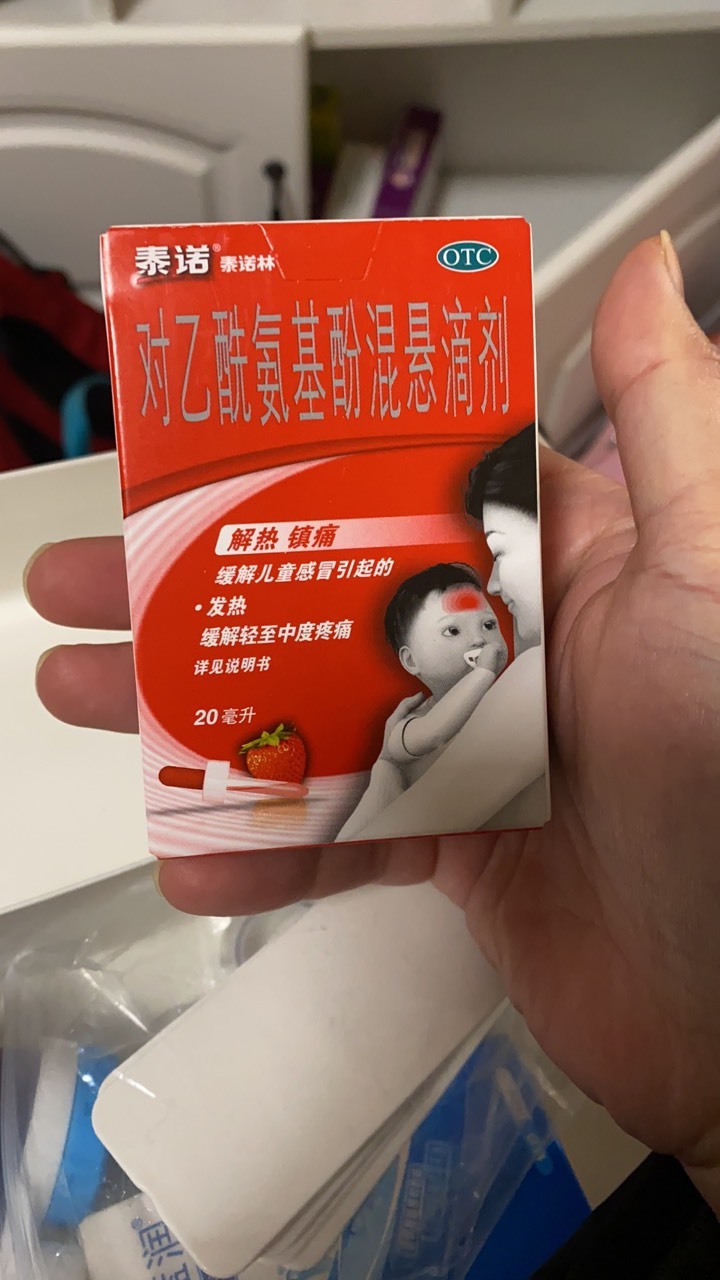 泰诺® 泰诺林
OTC
对乙酰氨基酚混悬滴剂
解热 镇痛
缓解儿童感冒引起的
• 发热
缓解轻至中度疼痛
详见说明书
20毫升